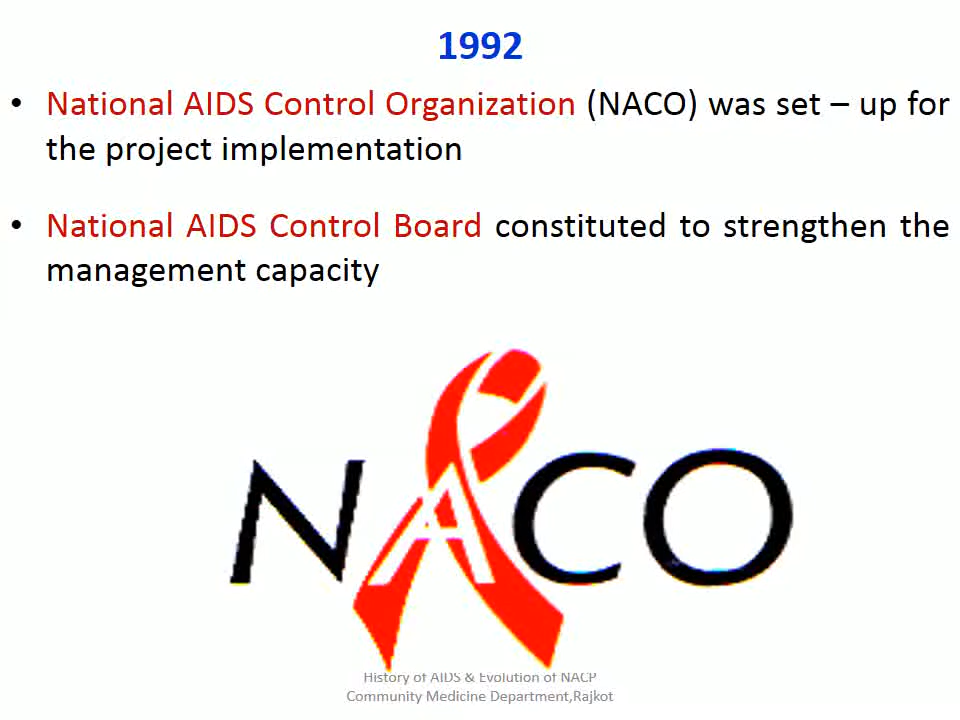 1992
• National AIDS Control Organization (NACO) was set – up for
the project implementation
• National AIDS Control Board constituted to strengthen the
management capacity
NACO
History of AIDS & Evolution of NACP
Community Medicine Department,Rajkot